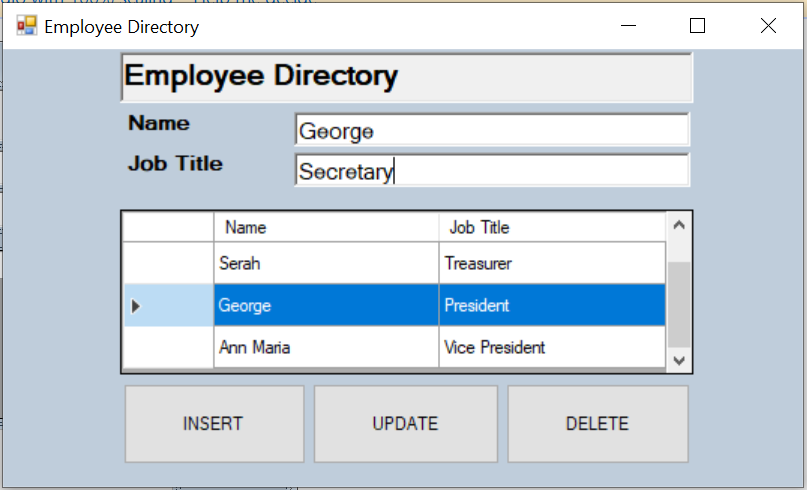 Employee Directory
Employee Directory
Name George
Job Title Secretary
Name Job Title
Serah Treasurer
George President
Ann Maria Vice President
INSERT UPDATE DELETE